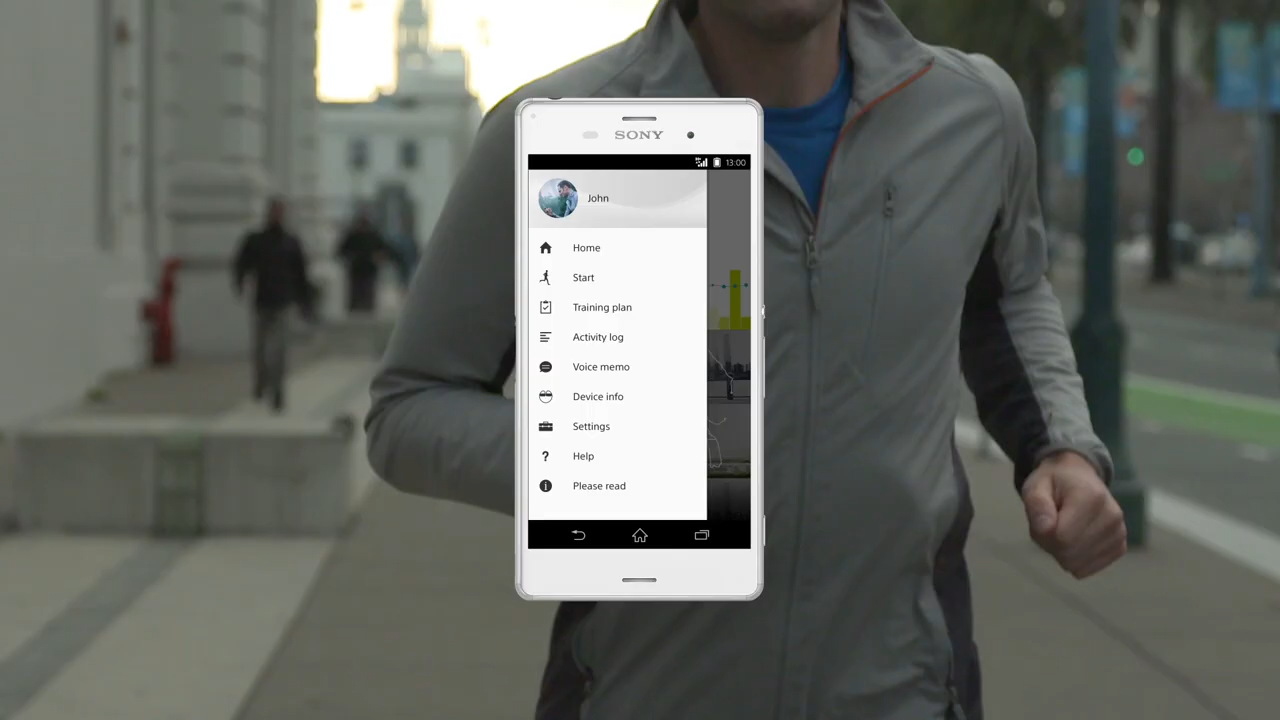 SONY
13:00
John
Home
Start
Training plan
Activity log
Voice memo
Device info
Settings
Help
Please read